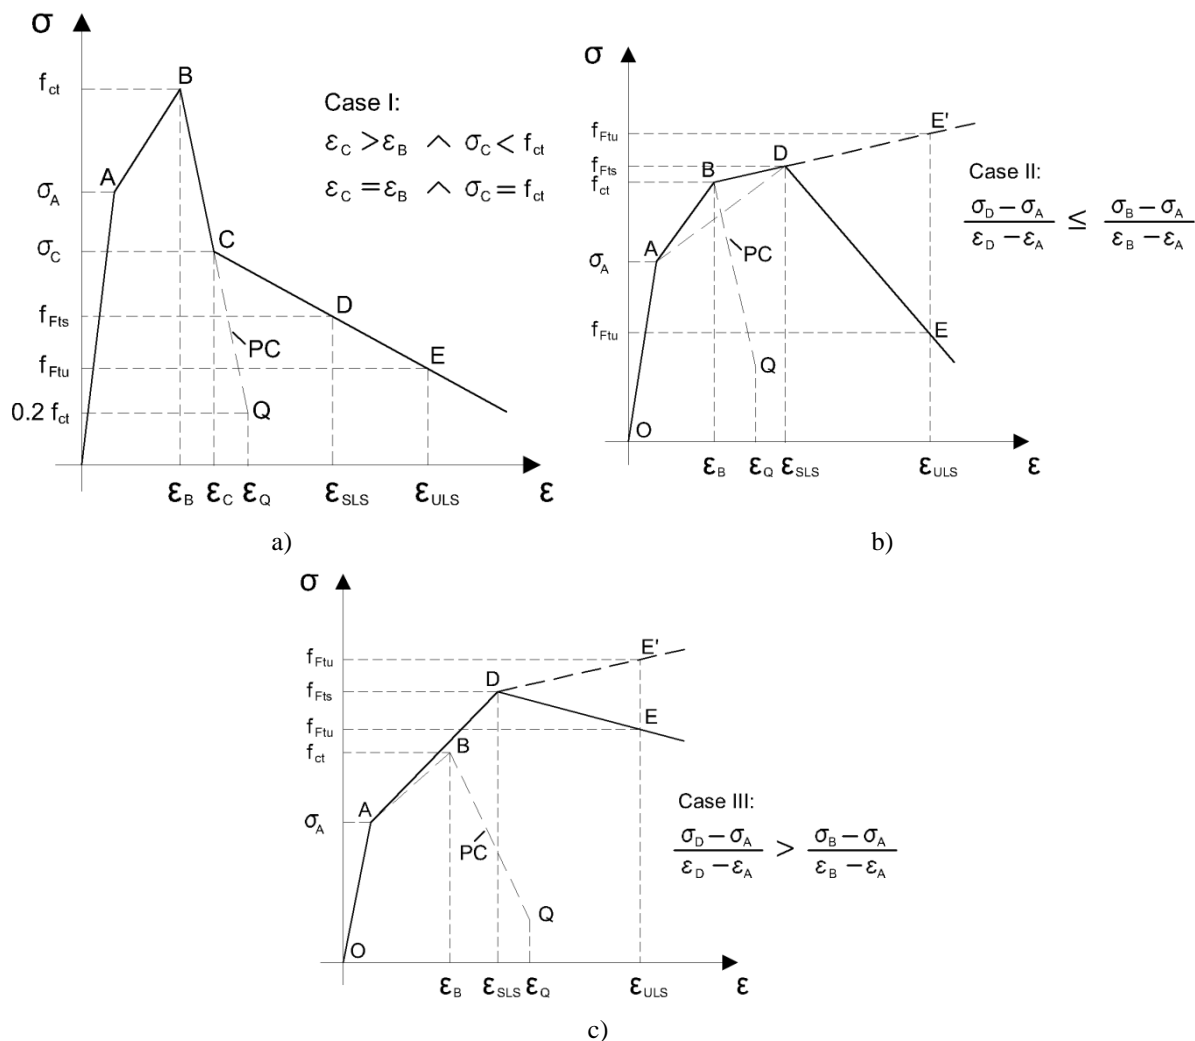 σ
f_ct
B
Case I:
ε_C > ε_B ∧ σ_C < f_ct
ε_C = ε_B ∧ σ_C = f_ct
A
σ_A
σ_C
C
f_Fts
D
PC
f_Ftu
E
0.2 f_ct
Q
ε_B ε_C ε_Q ε_SLS ε_ULS ε
a)
σ
f_Ftu
E'
f_Fts
D
f_ct
B
Case II:
(σ_D − σ_A)/(ε_D − ε_A) ≤ (σ_B − σ_A)/(ε_B − ε_A)
A
PC
σ_A
f_Ftu
E
Q
O
ε_B ε_Q ε_SLS ε_ULS ε
b)
σ
f_Ftu
E'
f_Fts
D
f_Ftu
E
f_ct
B
A
σ_A
Case III:
(σ_D − σ_A)/(ε_D − ε_A) > (σ_B − σ_A)/(ε_B − ε_A)
PC
Q
O
ε_B ε_SLS ε_Q ε_ULS ε
c)